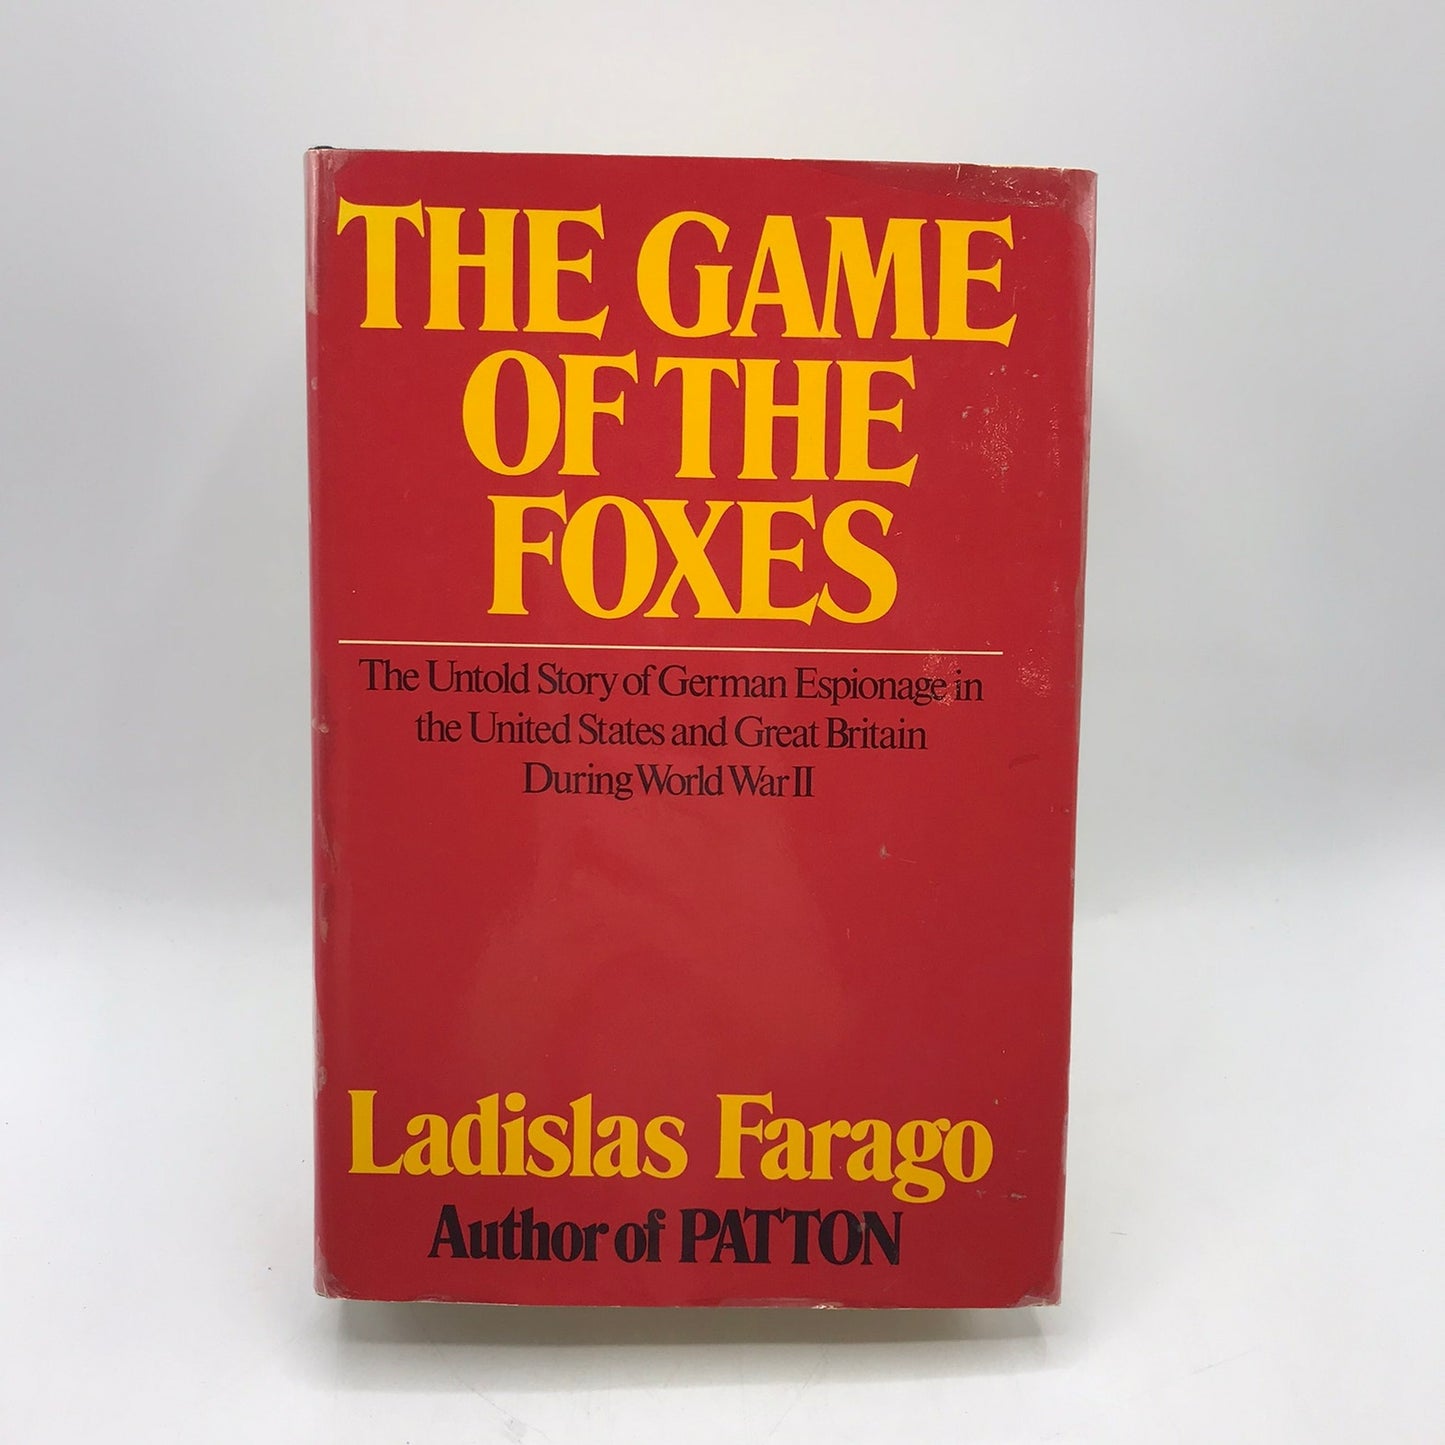 THE GAME
OF THE
FOXES
The Untold Story of German Espionage in
the United States and Great Britain
During World War II
Ladislas Farago
Author of PATTON